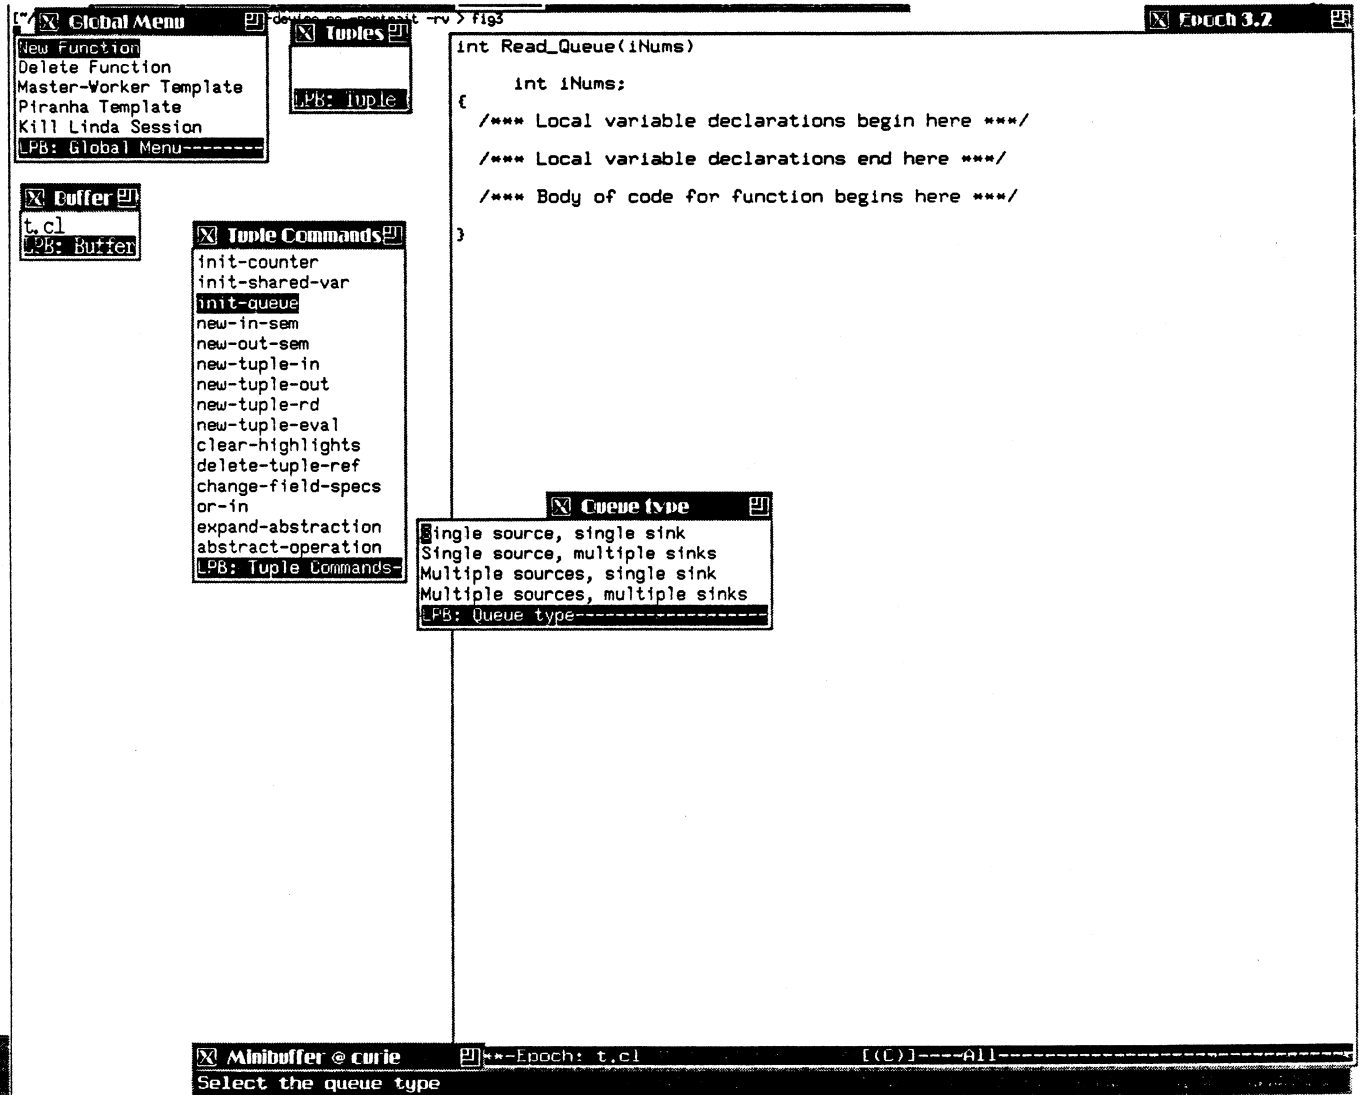 -portrait -rv > fig3
Global Menu
New Function
Delete Function
Master-Worker Template
Piranha Template
Kill Linda Session
LPB: Global Menu--------
Tuples
LPB: Tuple
Epoch 3.2
int Read_Queue(iNums)
int iNums;
{
/*** Local variable declarations begin here ***/
/*** Local variable declarations end here ***/
/*** Body of code for function begins here ***/
}
Buffer
t.cl
LPB: Buffer
Tuple Commands
init-counter
init-shared-var
init-queue
new-in-sem
new-out-sem
new-tuple-in
new-tuple-out
new-tuple-rd
new-tuple-eval
clear-highlights
delete-tuple-ref
change-field-specs
or-in
expand-abstraction
abstract-operation
LPB: Tuple Commands-
Queue type
Single source, single sink
Single source, multiple sinks
Multiple sources, single sink
Multiple sources, multiple sinks
LPB: Queue type--------------------
Minibuffer @ curie
**-Epoch: t.cl [(C)]----All------------------------------------
Select the queue type